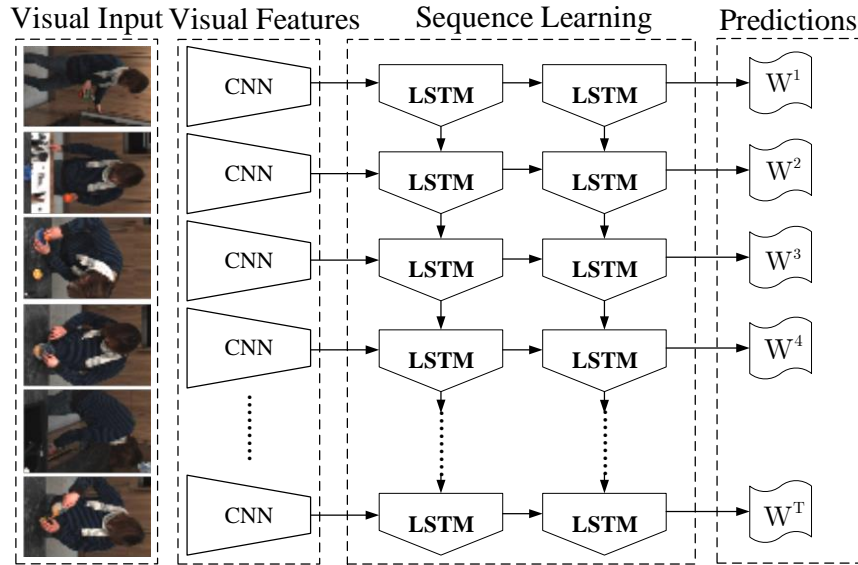 Visual Input Visual Features Sequence Learning Predictions
CNN LSTM LSTM W¹
CNN LSTM LSTM W²
CNN LSTM LSTM W³
CNN LSTM LSTM W⁴
CNN LSTM LSTM Wᵀ